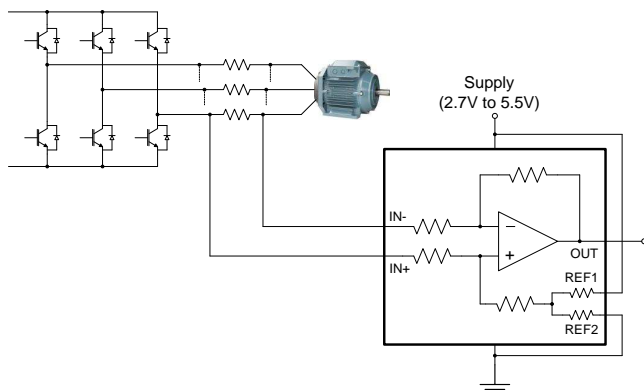 Supply
(2.7V to 5.5V)
IN-
IN+
OUT
REF1
REF2